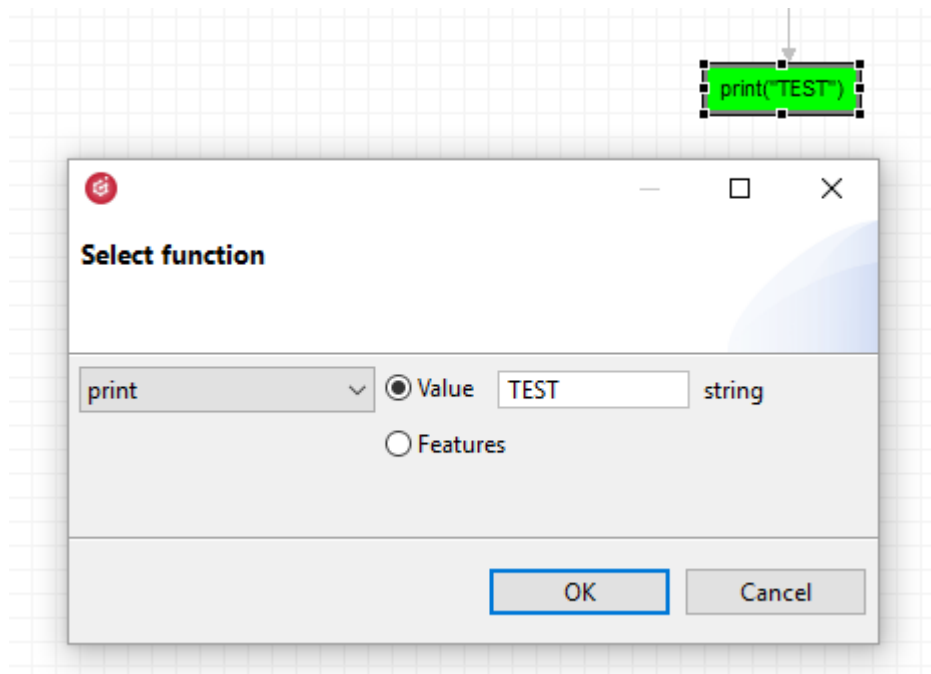 print("TEST")
Select function
print
Value
TEST
string
Features
OK
Cancel